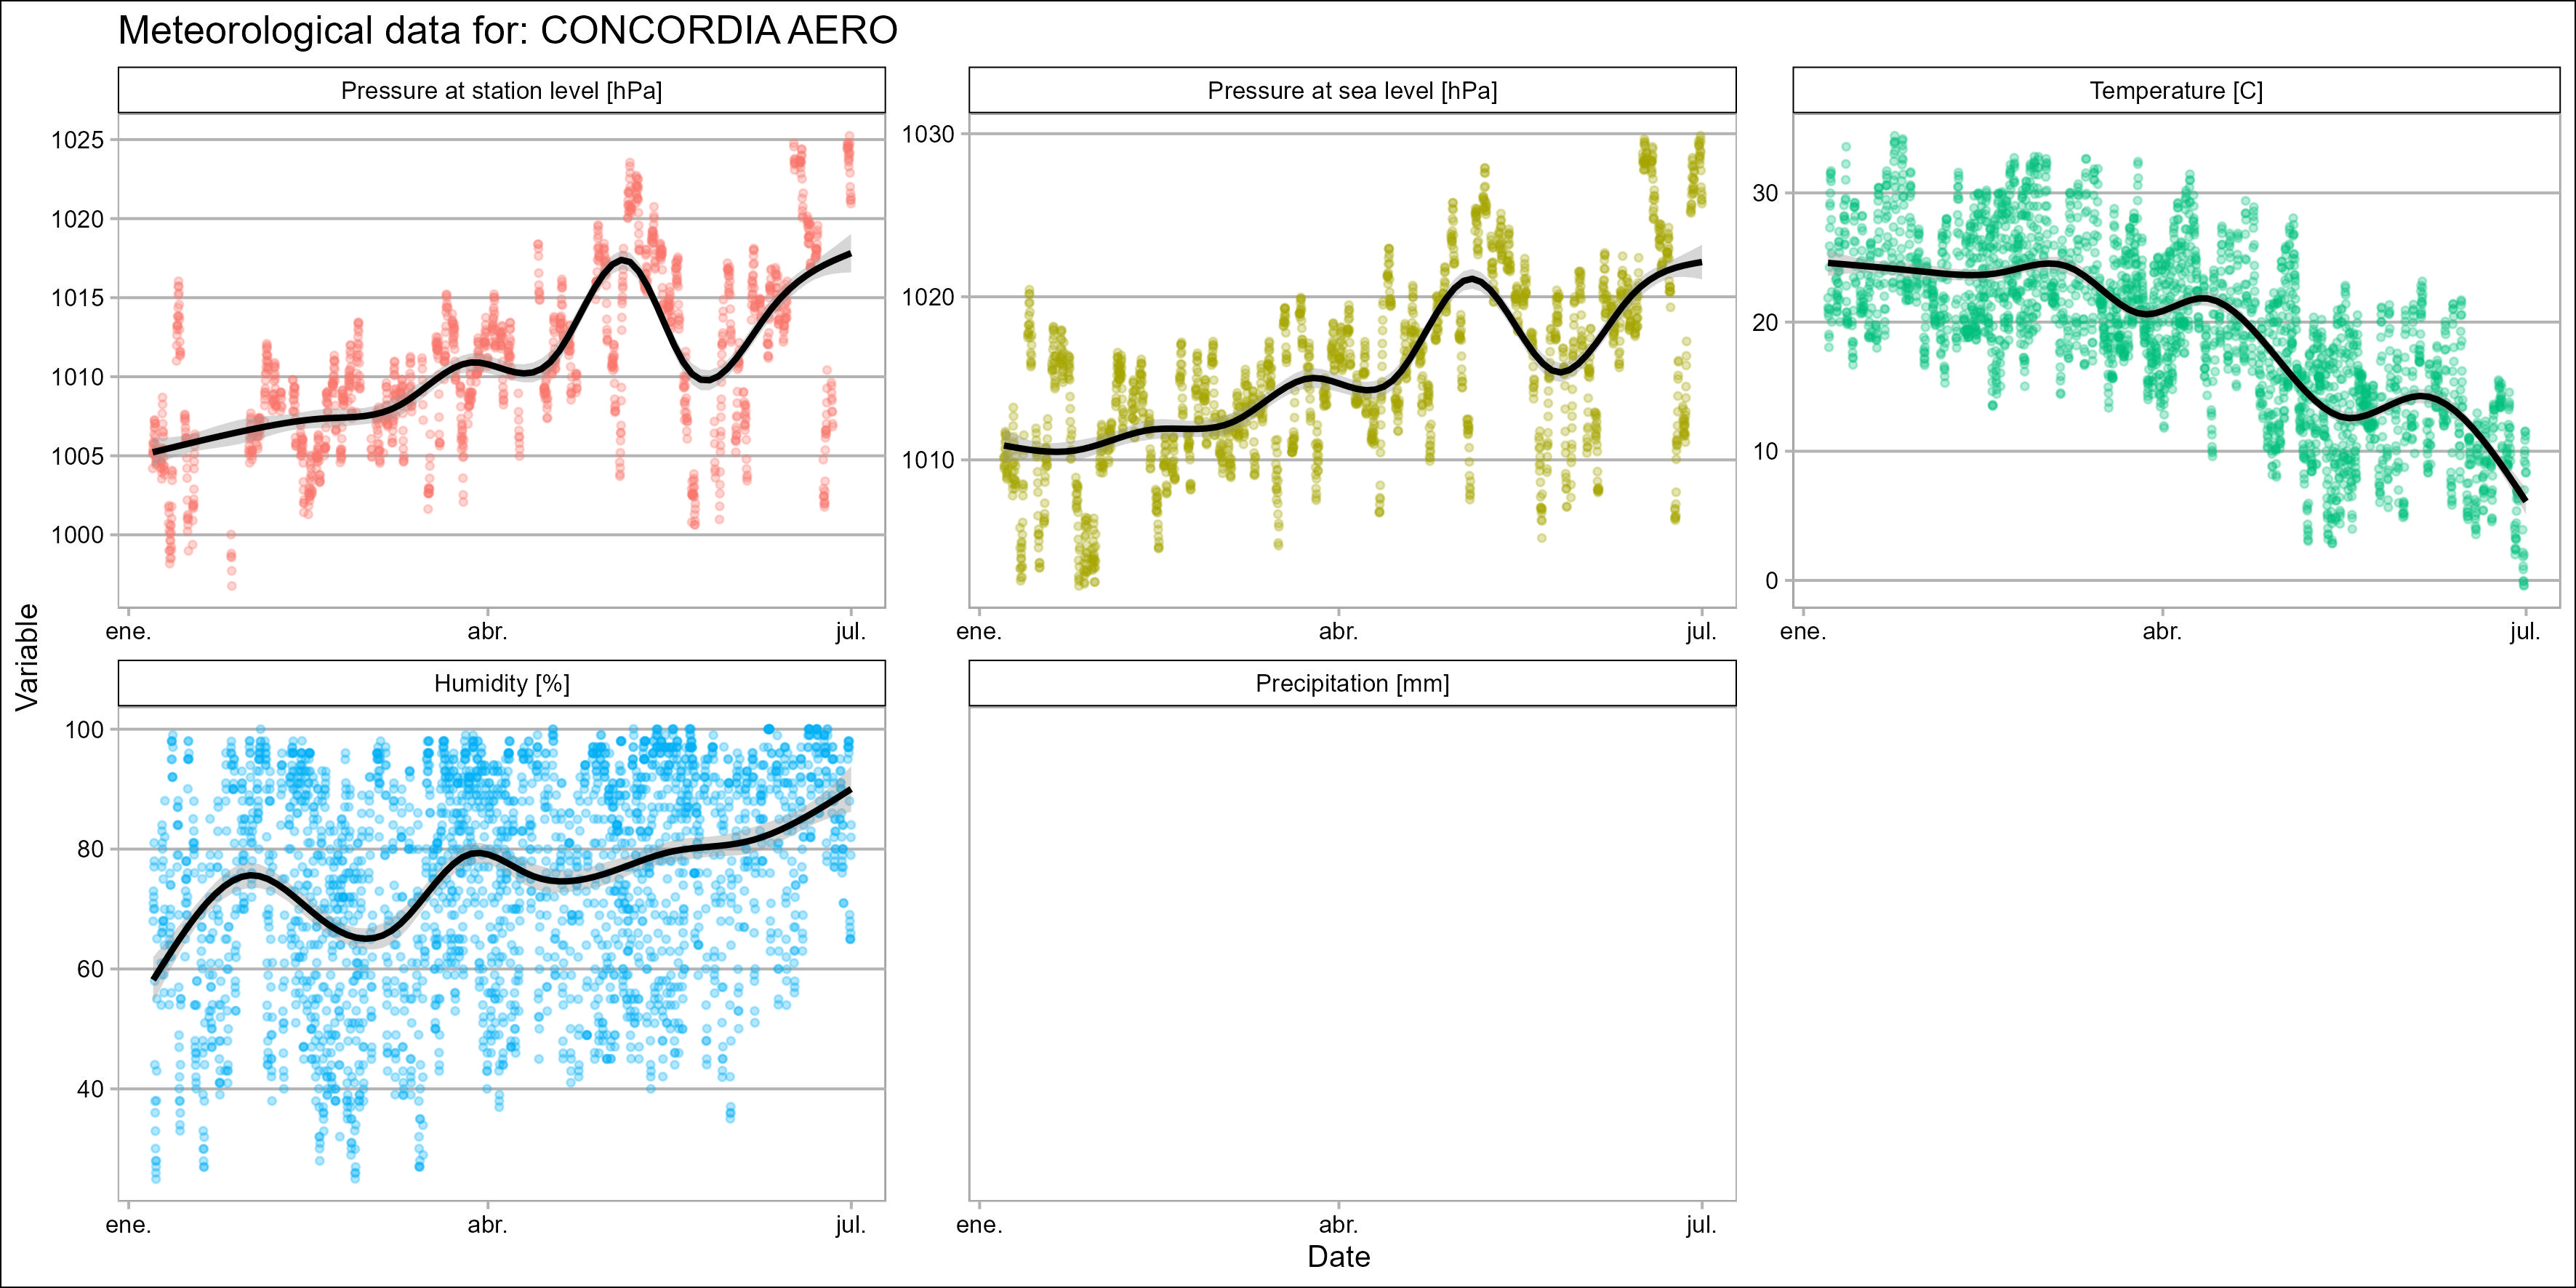 Meteorological data for: CONCORDIA AERO
Pressure at station level [hPa]
Pressure at sea level [hPa]
Temperature [C]
1025
1020
1015
1010
1005
1000
1030
1020
1010
30
20
10
0
ene. abr. jul.
ene. abr. jul.
ene. abr. jul.
Variable
Humidity [%]
Precipitation [mm]
100
80
60
40
ene. abr. jul.
ene. abr. jul.
Date